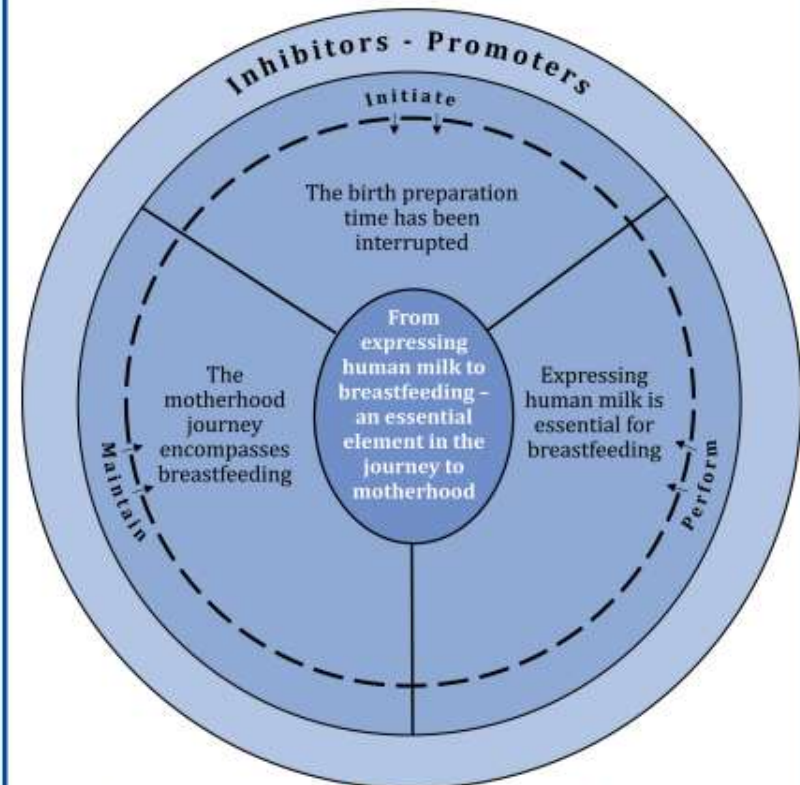 Inhibitors - Promoters
Initiate
The birth preparation
time has been
interrupted
From
expressing
human milk to
breastfeeding –
an essential
element in the
journey to
motherhood
The
motherhood
journey
encompasses
breastfeeding
Expressing
human milk is
essential for
breastfeeding
Maintain
Perform